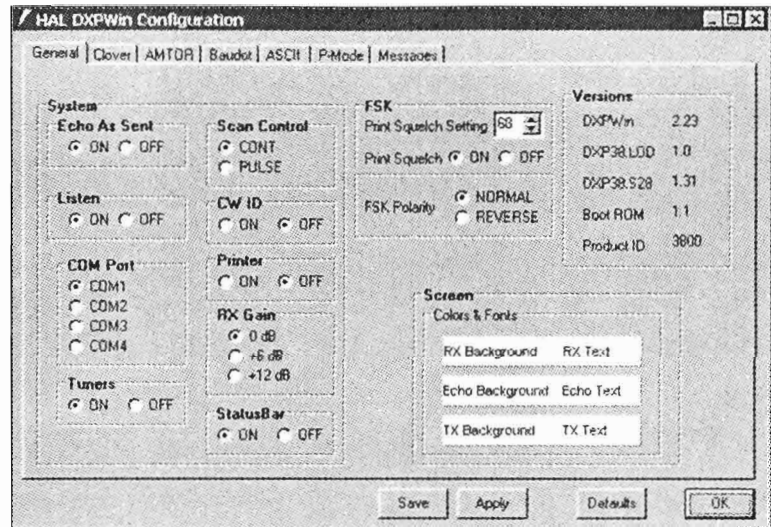 HAL DXPWin Configuration
General | Clover | AMTOR | Baudot | ASCII | P-Mode | Messages
System
Echo As Sent
ON OFF
Listen
ON OFF
COM Port
COM1
COM2
COM3
COM4
Tuners
ON OFF
Scan Control
CONT
PULSE
CW ID
ON OFF
Printer
ON OFF
RX Gain
0 dB
+6 dB
+12 dB
StatusBar
ON OFF
FSK
Print Squelch Setting 68
Print Squelch ON OFF
FSK Polarity
NORMAL
REVERSE
Versions
DXPWin 2.23
DXP38.LOD 1.0
DXP38.S28 1.31
Boot ROM 1.1
Product ID 3800
Screen
Colors & Fonts
RX Background RX Text
Echo Background Echo Text
TX Background TX Text
Save Apply Defaults OK